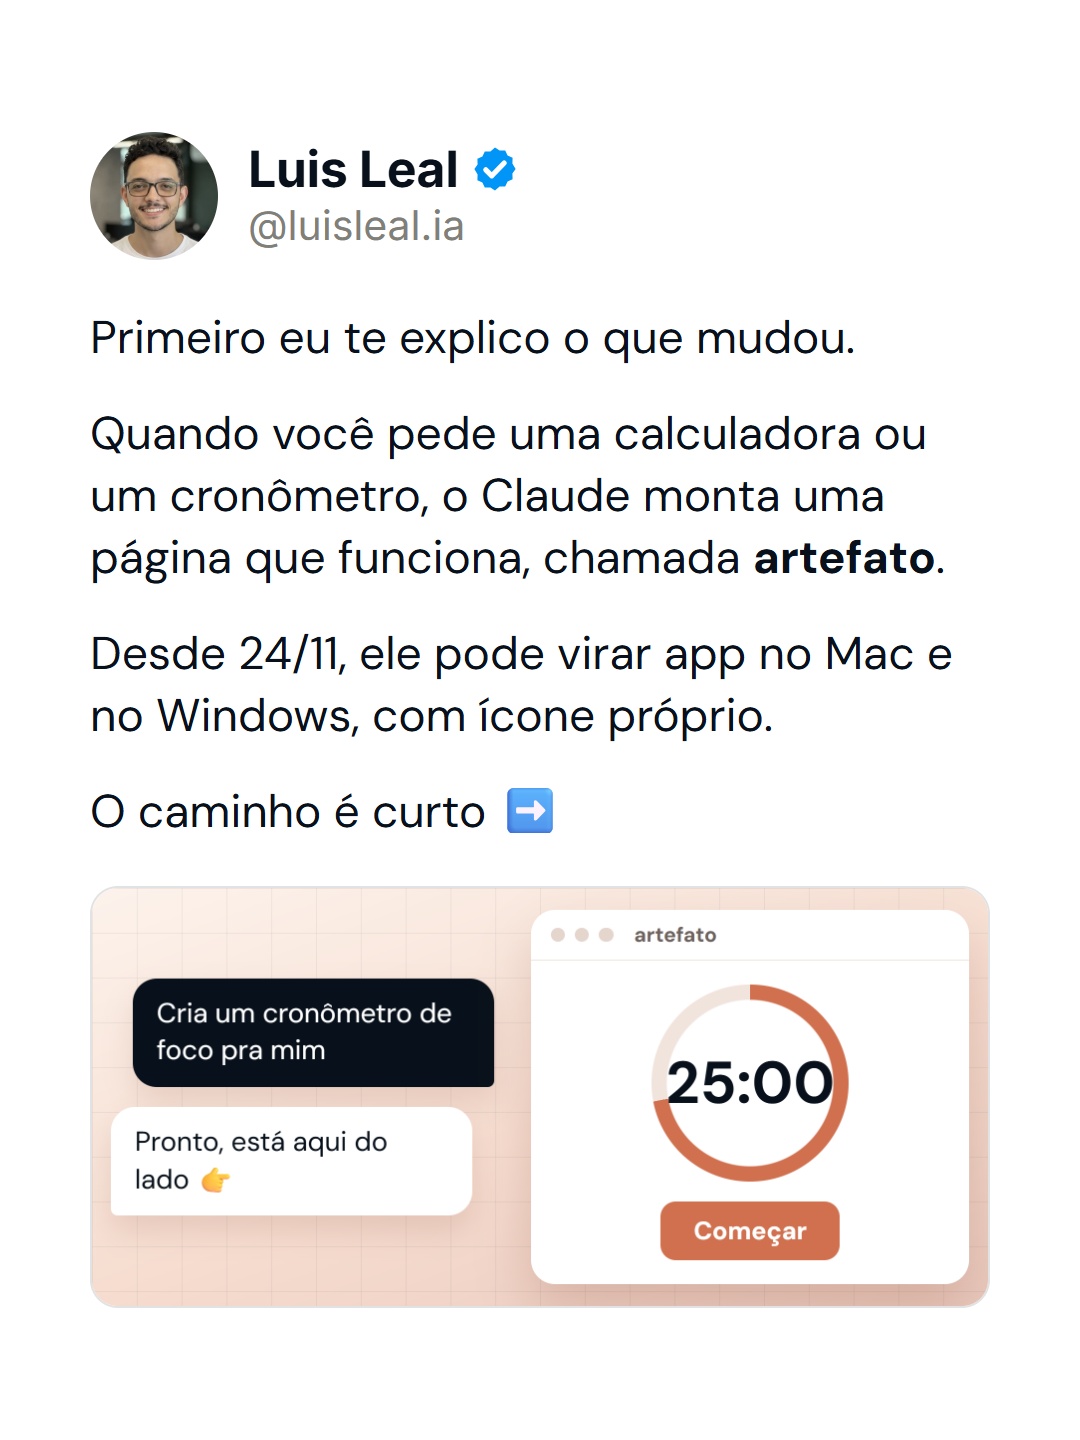 Luis Leal
@luisleal.ia
Primeiro eu te explico o que mudou.
Quando você pede uma calculadora ou
um cronômetro, o Claude monta uma
página que funciona, chamada artefato.
Desde 24/11, ele pode virar app no Mac e
no Windows, com ícone próprio.
O caminho é curto ➡️
Cria um cronômetro de
foco pra mim
Pronto, está aqui do
lado 👉
artefato
25:00
Começar